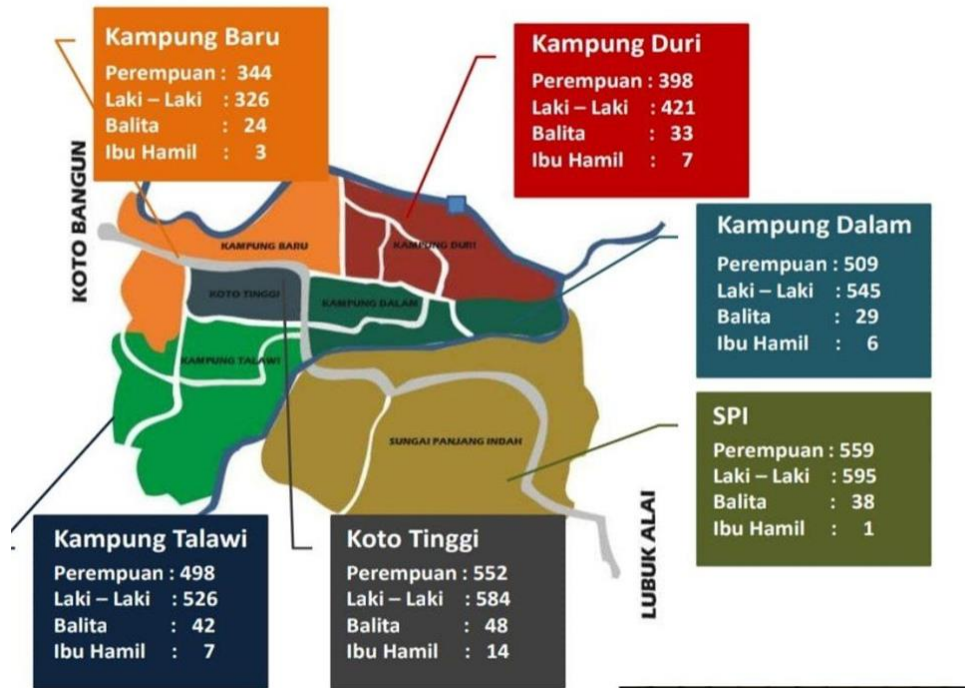 Kampung Baru
Perempuan : 344
Laki – Laki : 326
Balita : 24
Ibu Hamil : 3
Kampung Duri
Perempuan : 398
Laki – Laki : 421
Balita : 33
Ibu Hamil : 7
Kampung Dalam
Perempuan : 509
Laki – Laki : 545
Balita : 29
Ibu Hamil : 6
SPI
Perempuan : 559
Laki – Laki : 595
Balita : 38
Ibu Hamil : 1
Kampung Talawi
Perempuan : 498
Laki – Laki : 526
Balita : 42
Ibu Hamil : 7
Koto Tinggi
Perempuan : 552
Laki – Laki : 584
Balita : 48
Ibu Hamil : 14
KOTO BANGUN
KAMPUNG BARU
KAMPUNG DURI
KOTO TINGGI
KAMPUNG DALAM
KAMPUNG TALAWI
SUNGAI PANJANG INDAH
LUBUK ALAI